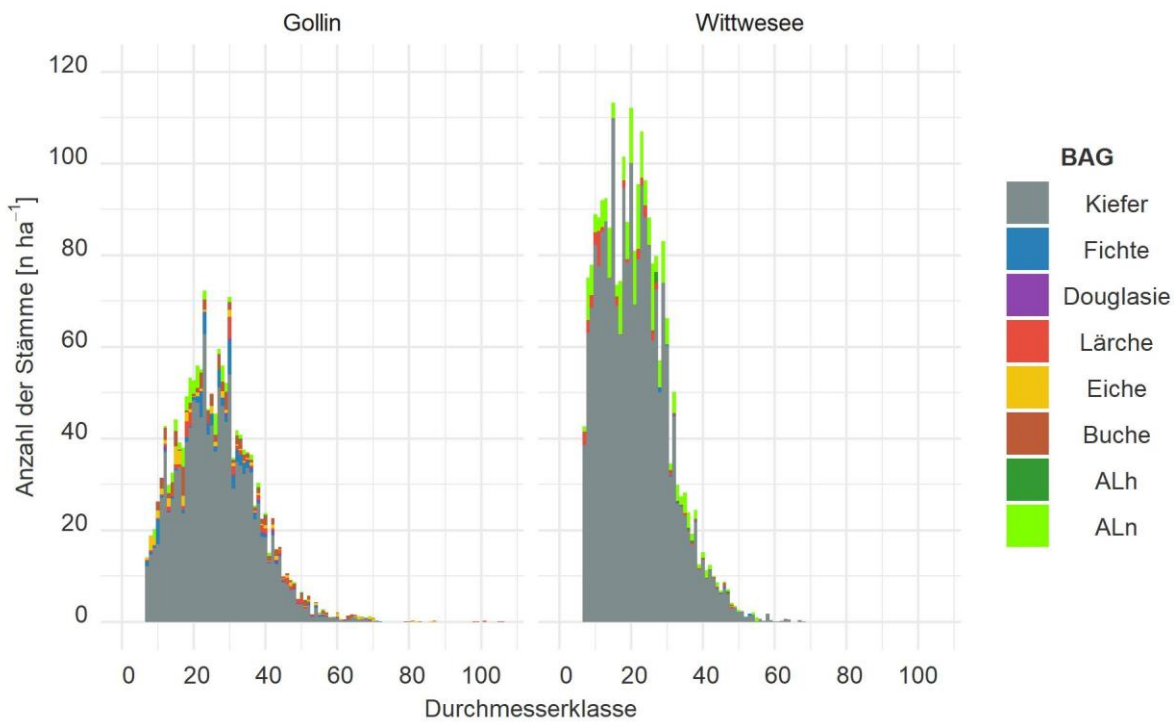 Gollin
Wittwesee
120
100
80
60
40
20
0
Anzahl der Stämme [n ha⁻¹]
0 20 40 60 80 100
0 20 40 60 80 100
Durchmesserklasse
BAG
Kiefer
Fichte
Douglasie
Lärche
Eiche
Buche
ALh
ALn